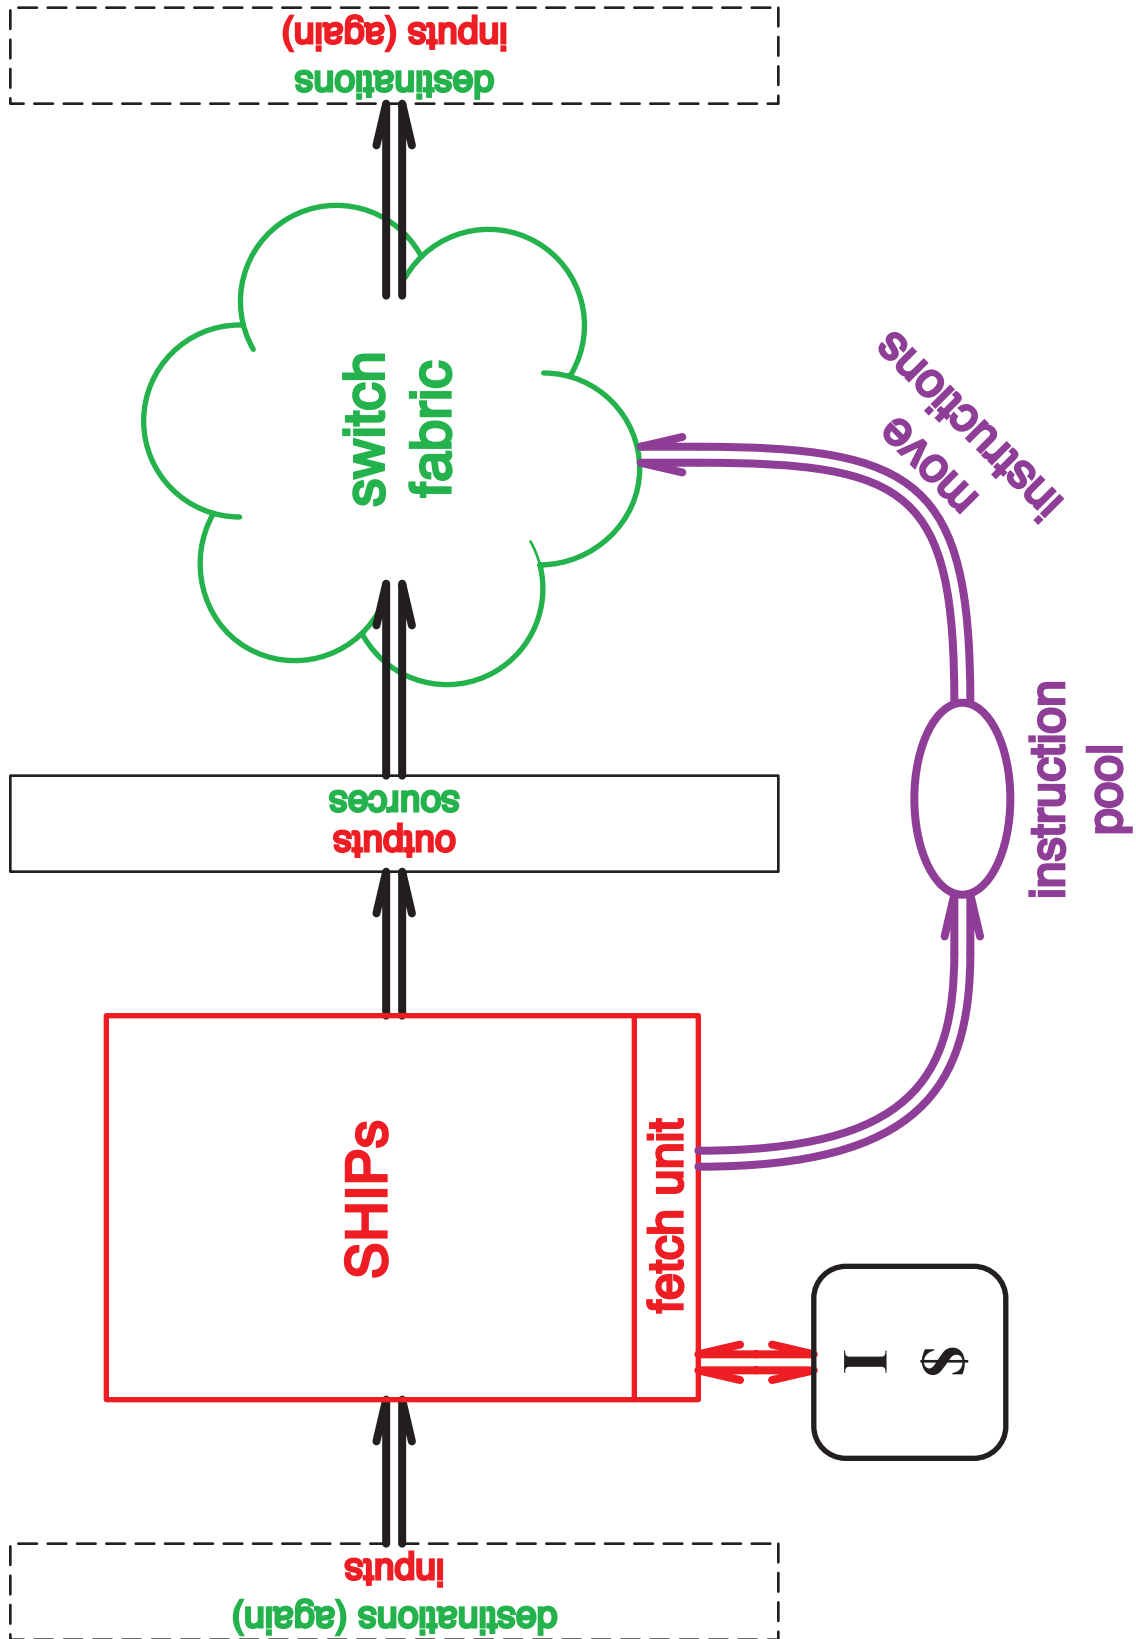 inputs (again)
destinations
switch
fabric
move
instructions
sources
outputs
instruction
pool
SHIPs
fetch unit
I
$
inputs
destinations (again)